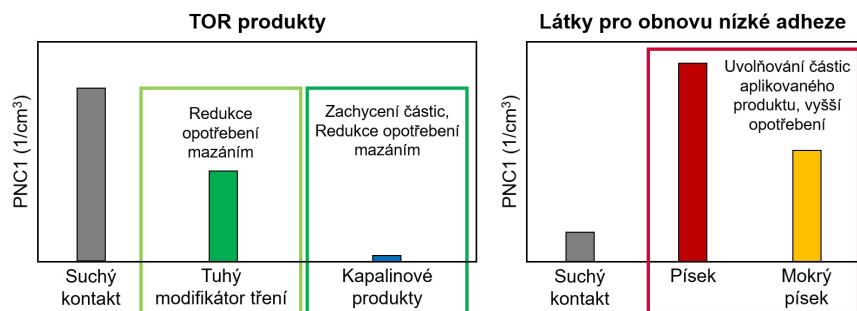 TOR produkty
PNC1 (1/cm³)
Redukce
opotřebení
mazáním
Zachycení částic,
Redukce opotřebení
mazáním
Suchý
kontakt
Tuhý
modifikátor tření
Kapalinové
produkty
Látky pro obnovu nízké adheze
PNC1 (1/cm³)
Uvolňování částic
aplikovaného
produktu, vyšší
opotřebení
Suchý
kontakt
Písek
Mokrý
písek